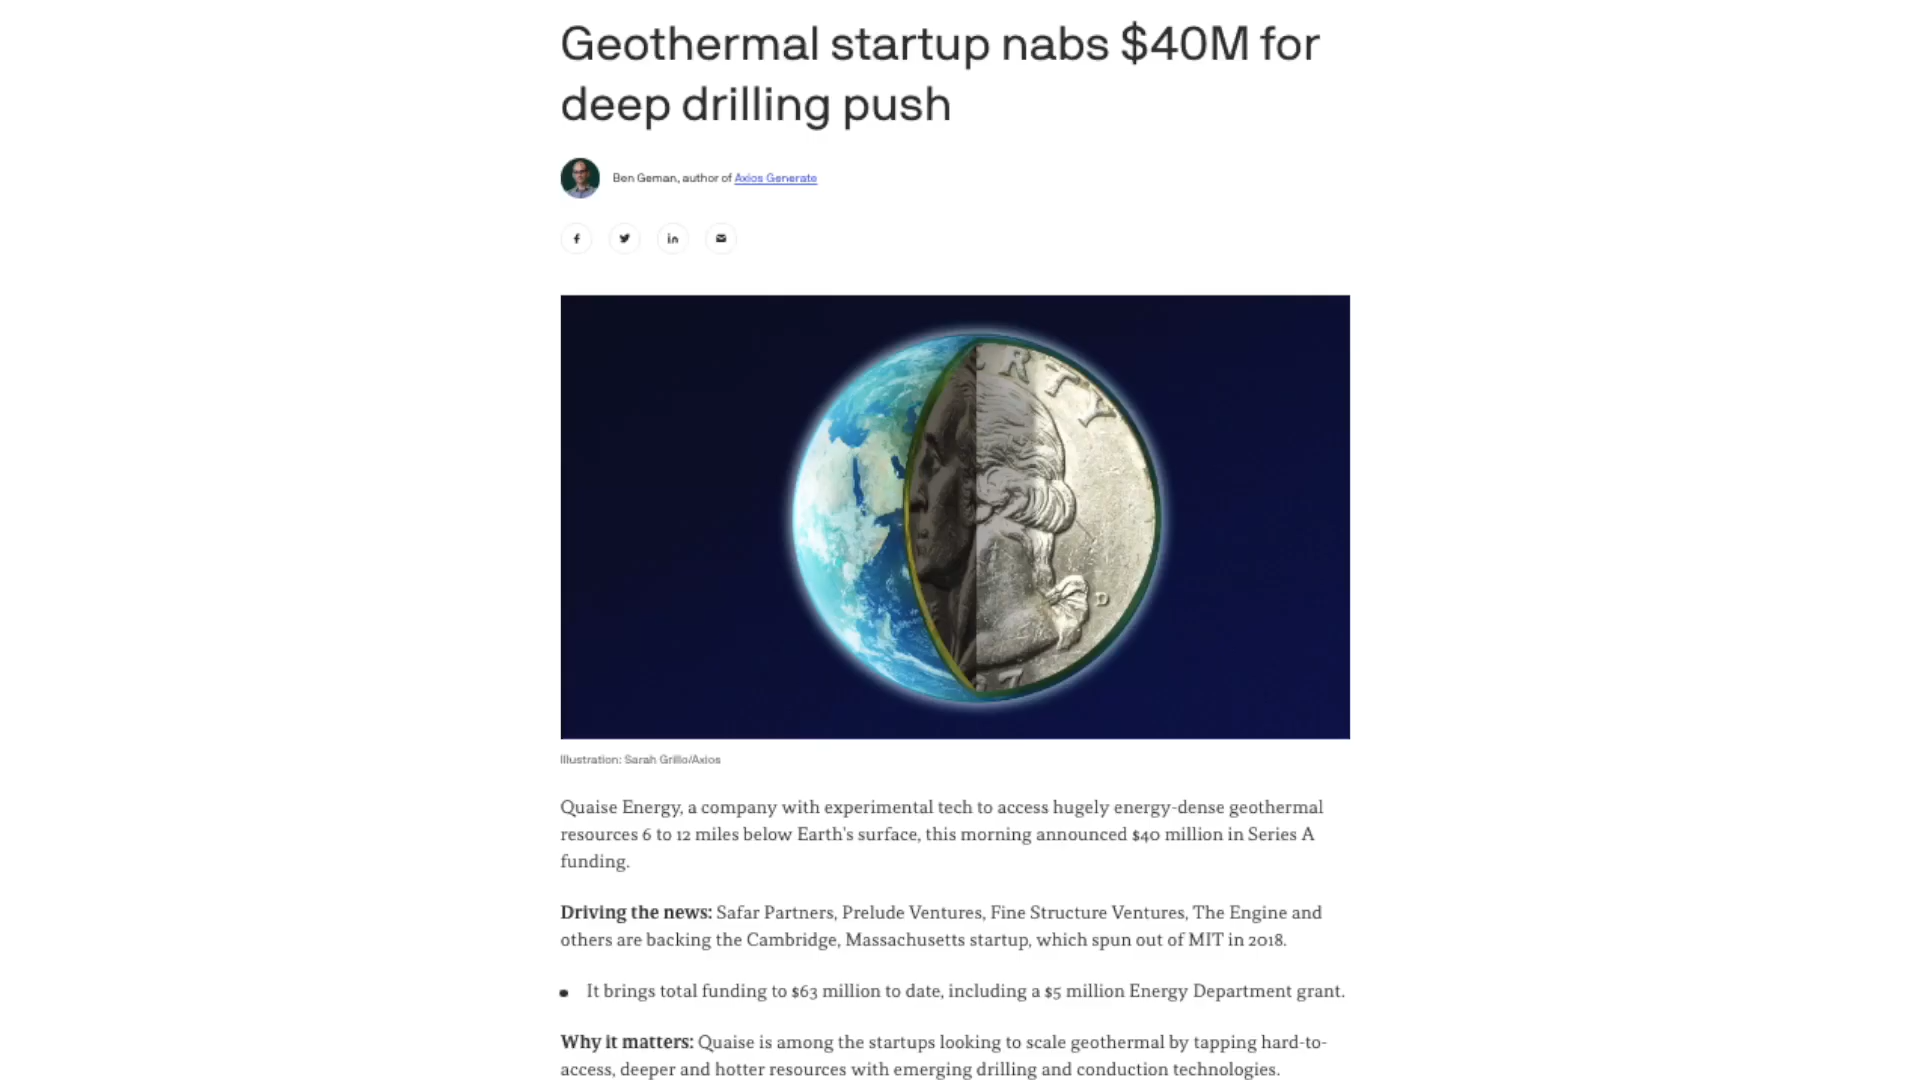 Geothermal startup nabs $40M for
deep drilling push
Ben Geman, author of Axios Generate
ERTY
D
Illustration: Sarah Grillo/Axios
Quaise Energy, a company with experimental tech to access hugely energy-dense geothermal
resources 6 to 12 miles below Earth's surface, this morning announced $40 million in Series A
funding.
Driving the news: Safar Partners, Prelude Ventures, Fine Structure Ventures, The Engine and
others are backing the Cambridge, Massachusetts startup, which spun out of MIT in 2018.
• It brings total funding to $63 million to date, including a $5 million Energy Department grant.
Why it matters: Quaise is among the startups looking to scale geothermal by tapping hard-to-
access, deeper and hotter resources with emerging drilling and conduction technologies.